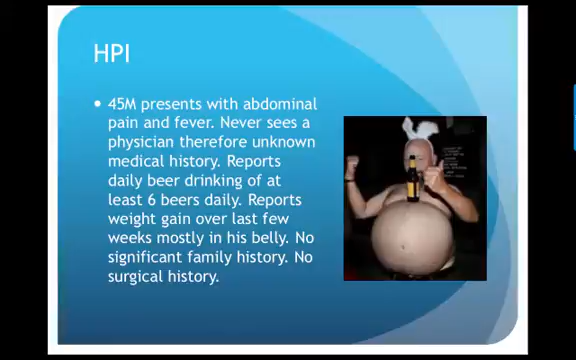 HPI
• 45M presents with abdominal
pain and fever. Never sees a
physician therefore unknown
medical history. Reports
daily beer drinking of at
least 6 beers daily. Reports
weight gain over last few
weeks mostly in his belly. No
significant family history. No
surgical history.